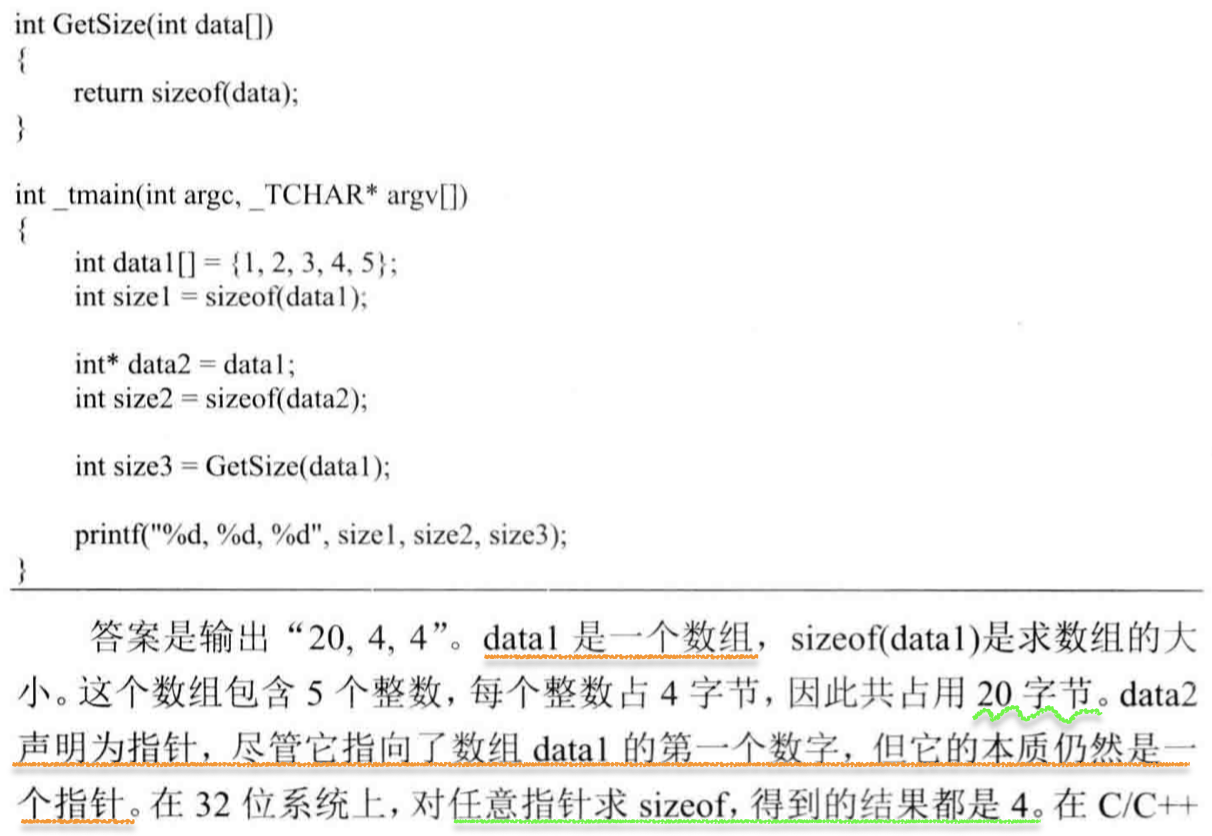 int GetSize(int data[])
{
return sizeof(data);
}
int _tmain(int argc, _TCHAR* argv[])
{
int data1[] = {1, 2, 3, 4, 5};
int size1 = sizeof(data1);
int* data2 = data1;
int size2 = sizeof(data2);
int size3 = GetSize(data1);
printf("%d, %d, %d", size1, size2, size3);
}
答案是输出“20, 4, 4”。data1 是一个数组，sizeof(data1)是求数组的大
小。这个数组包含 5 个整数，每个整数占 4 字节，因此共占用 20 字节。data2
声明为指针，尽管它指向了数组 data1 的第一个数字，但它的本质仍然是一
个指针。在 32 位系统上，对任意指针求 sizeof，得到的结果都是 4。在 C/C++